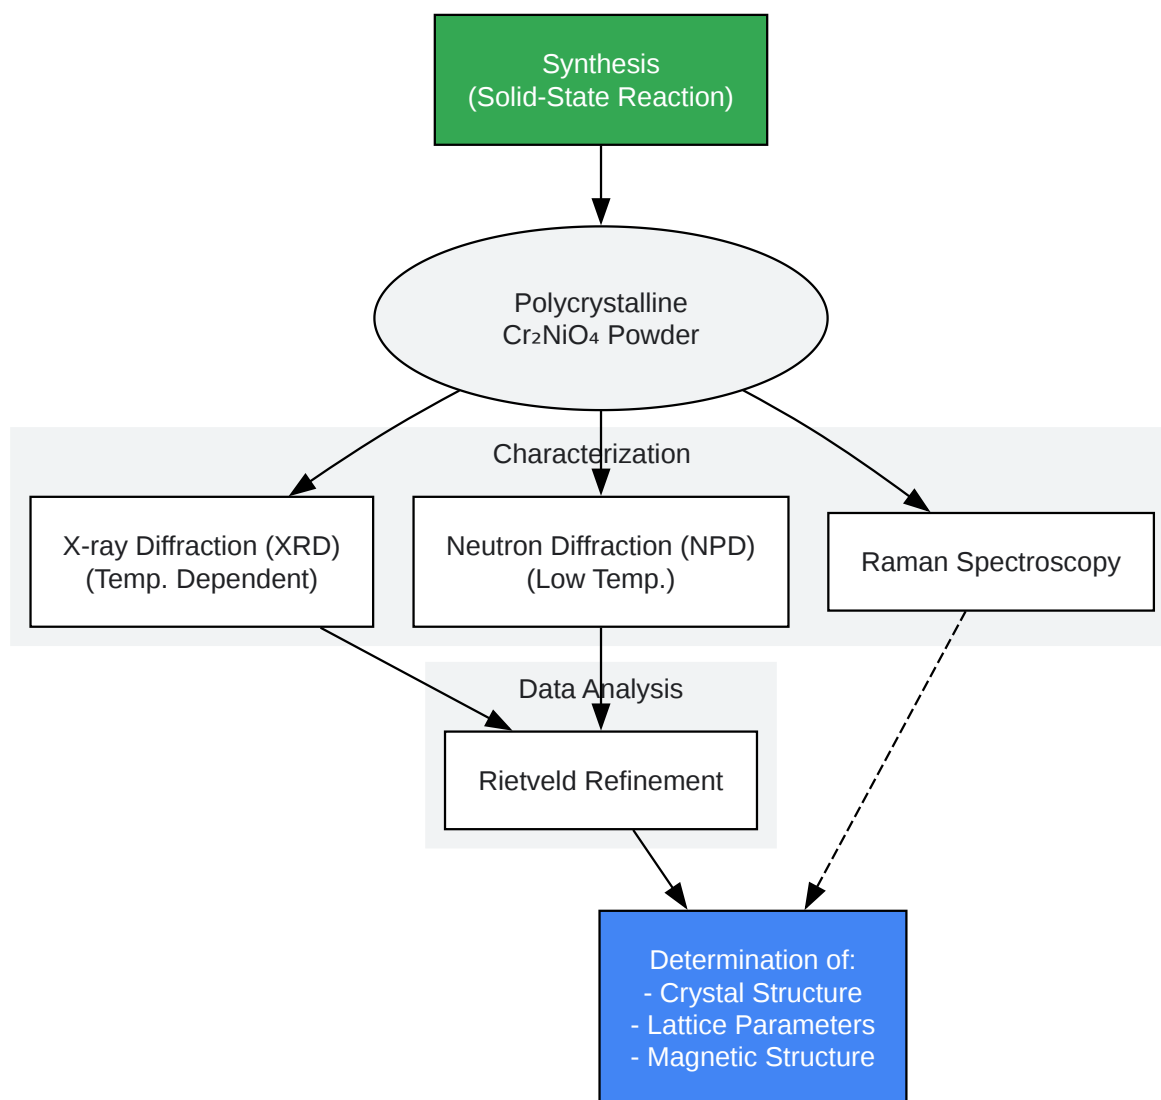 Synthesis
(Solid-State Reaction)
Polycrystalline
Cr₂NiO₄ Powder
Characterization
X-ray Diffraction (XRD)
(Temp. Dependent)
Neutron Diffraction (NPD)
(Low Temp.)
Raman Spectroscopy
Data Analysis
Rietveld Refinement
Determination of:
- Crystal Structure
- Lattice Parameters
- Magnetic Structure